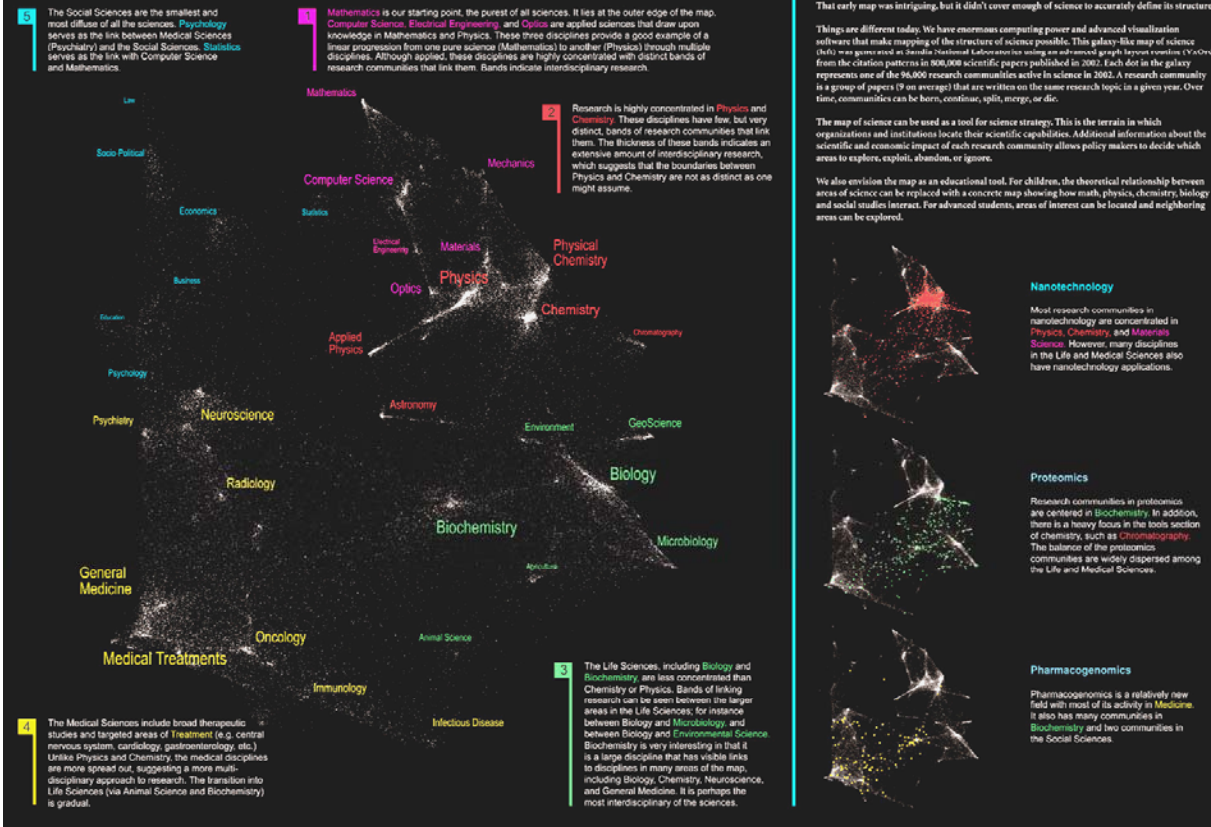 5
The Social Sciences are the smallest and
most diffuse of all the sciences. Psychology
serves as the link between Medical Sciences
(Psychiatry) and the Social Sciences. Statistics
serves as the link with Computer Science
and Mathematics.
1
Mathematics is our starting point, the purest of all sciences. It lies at the outer edge of the map.
Computer Science, Electrical Engineering, and Optics are applied sciences that draw upon
knowledge in Mathematics and Physics. These three disciplines provide a good example of a
linear progression from one pure science (Mathematics) to another (Physics) through multiple
disciplines. Although applied, these disciplines are highly concentrated with distinct bands of
research communities that link them. Bands indicate interdisciplinary research.
2
Research is highly concentrated in Physics and
Chemistry. These disciplines have few, but very
distinct, bands of research communities that link
them. The thickness of these bands indicates an
extensive amount of interdisciplinary research,
which suggests that the boundaries between
Physics and Chemistry are not as distinct as one
might assume.
Law
Mathematics
Socio-Political
Mechanics
Computer Science
Economics
Statistics
Electrical
Engineering
Materials
Physical
Chemistry
Business
Physics
Optics
Education
Chemistry
Applied
Physics
Chromatography
Psychology
Astronomy
Psychiatry
Neuroscience
Environment
GeoScience
Radiology
Biology
Biochemistry
Microbiology
General
Medicine
Agriculture
Oncology
Animal Science
Medical Treatments
Immunology
Infectious Disease
4
The Medical Sciences include broad therapeutic
studies and targeted areas of Treatment (e.g. central
nervous system, cardiology, gastroenterology, etc.)
Unlike Physics and Chemistry, the medical disciplines
are more spread out, suggesting a more multi-
disciplinary approach to research. The transition into
Life Sciences (via Animal Science and Biochemistry)
is gradual.
3
The Life Sciences, including Biology and
Biochemistry, are less concentrated than
Chemistry or Physics. Bands of linking
research can be seen between the larger
areas in the Life Sciences; for instance
between Biology and Microbiology, and
between Biology and Environmental Science.
Biochemistry is very interesting in that it
is a large discipline that has visible links
to disciplines in many areas of the map,
including Biology, Chemistry, Neuroscience,
and General Medicine. It is perhaps the
most interdisciplinary of the sciences.
That early map was intriguing, but it didn't cover enough of science to accurately define its structure
Things are different today. We have enormous computing power and advanced visualization
software that make mapping of the structure of science possible. This galaxy-like map of science
(left) was generated at Sandia National Laboratories using an advanced graph layout routine (VxOrd
from the citation patterns in 800,000 scientific papers published in 2002. Each dot in the galaxy
represents one of the 96,000 research communities active in science in 2002. A research community
is a group of papers (9 on average) that are written on the same research topic in a given year. Over
time, communities can be born, continue, split, merge, or die.
The map of science can be used as a tool for science strategy. This is the terrain in which
organizations and institutions locate their scientific capabilities. Additional information about the
scientific and economic impact of each research community allows policy makers to decide which
areas to explore, exploit, abandon, or ignore.
We also envision the map as an educational tool. For children, the theoretical relationship between
areas of science can be replaced with a concrete map showing how math, physics, chemistry, biology
and social studies interact. For advanced students, areas of interest can be located and neighboring
areas can be explored.
Nanotechnology
Most research communities in
nanotechnology are concentrated in
Physics, Chemistry, and Materials
Science. However, many disciplines
in the Life and Medical Sciences also
have nanotechnology applications.
Proteomics
Research communities in proteomics
are centered in Biochemistry. In addition,
there is a heavy focus in the tools section
of chemistry, such as Chromatography.
The balance of the proteomics
communities are widely dispersed among
the Life and Medical Sciences.
Pharmacogenomics
Pharmacogenomics is a relatively new
field with most of its activity in Medicine.
It also has many communities in
Biochemistry and two communities in
the Social Sciences.